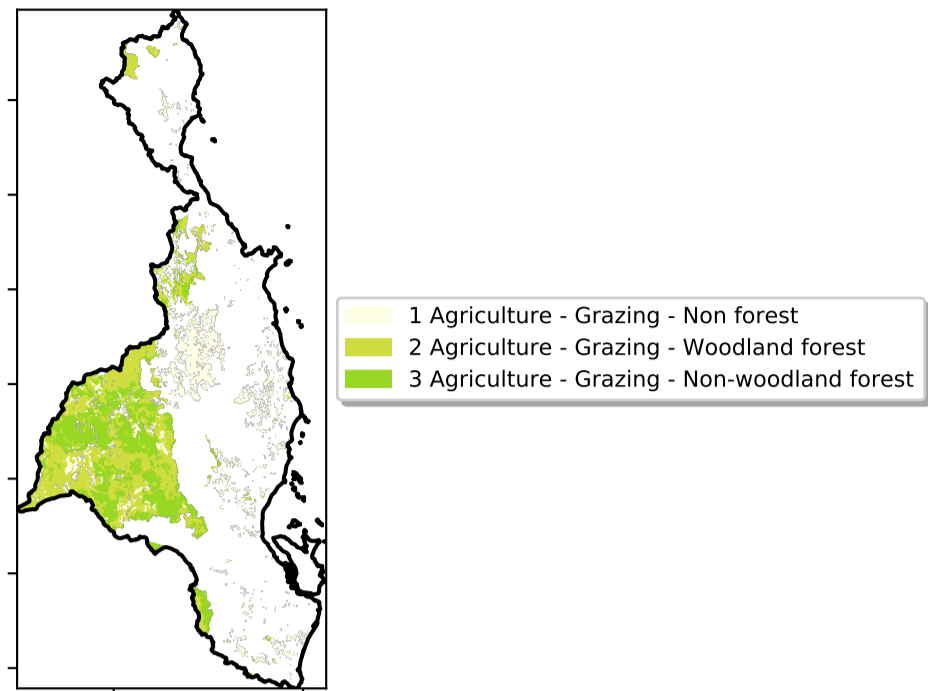 1 Agriculture - Grazing - Non forest
2 Agriculture - Grazing - Woodland forest
3 Agriculture - Grazing - Non-woodland forest